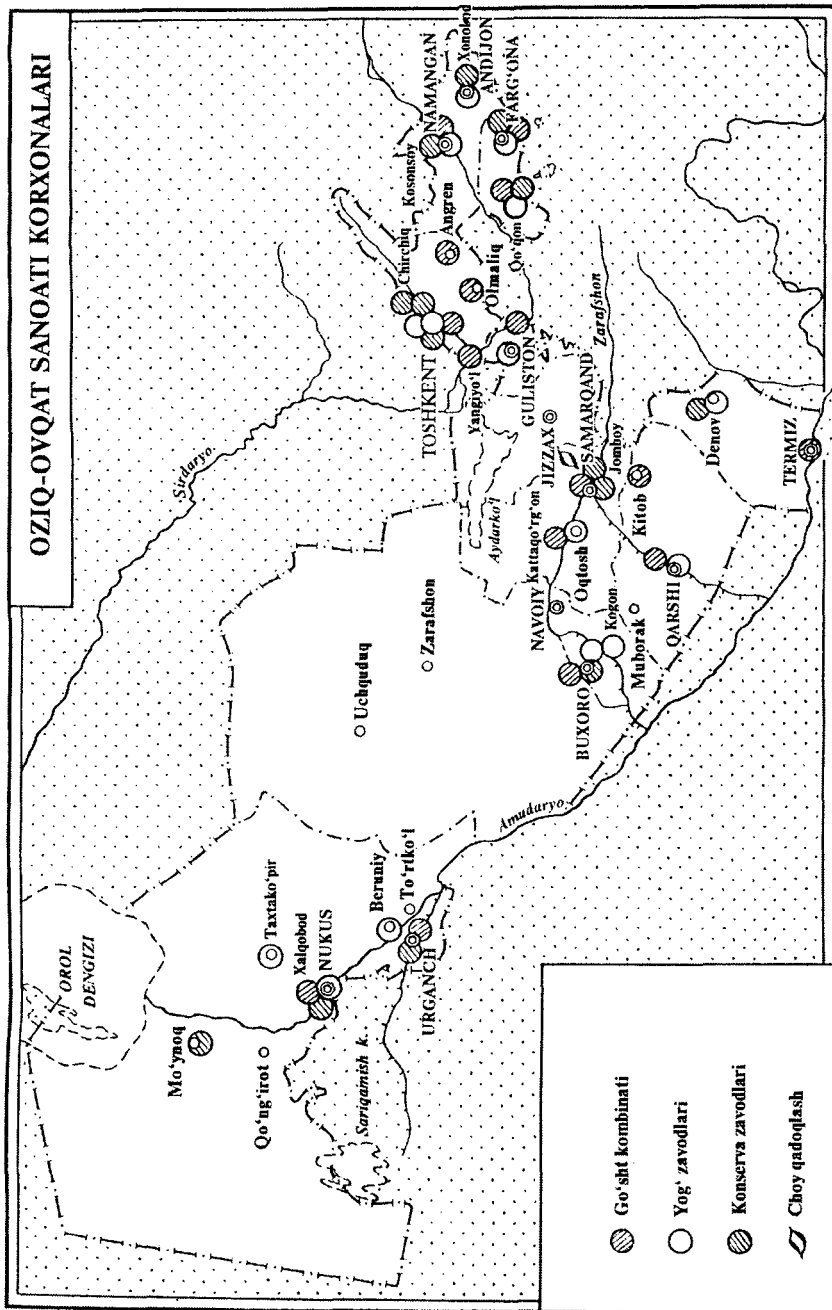 OZIQ-OVQAT SANOATI KORXONALARI
OROL
DENGIZI
Mo‘ynoq
Qo‘ng‘irot
Taxtako‘pir
Xalqobod
NUKUS
Sariqamish k.
Beruniy
To‘rtko‘l
URGANCH
Amudaryo
Sirdaryo
Uchquduq
Zarafshon
Aydarko‘l
TOSHKENT
Chirchiq
Yangiyo‘l
Angren
Olmaliq
Kosonsoy
NAMANGAN
Xonobod
ANDIJON
FARG‘ONA
Qo‘qon
GULISTON
JIZZAX
Zarafshon
SAMARQAND
Jomboy
Kattaqo‘rg‘on
NAVOIY
Oqtosh
BUXORO
Kogon
Muborak
QARSHI
Kitob
Denov
TERMIZ
Go‘sht kombinati
Yog‘ zavodlari
Konserva zavodlari
Choy qadoqlash